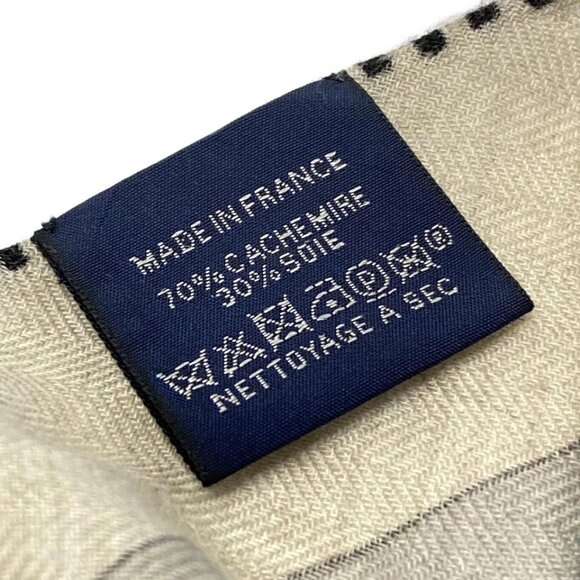 MADE IN FRANCE
70% CACHEMIRE
30% SOIE
P ®
NETTOYAGE A SEC